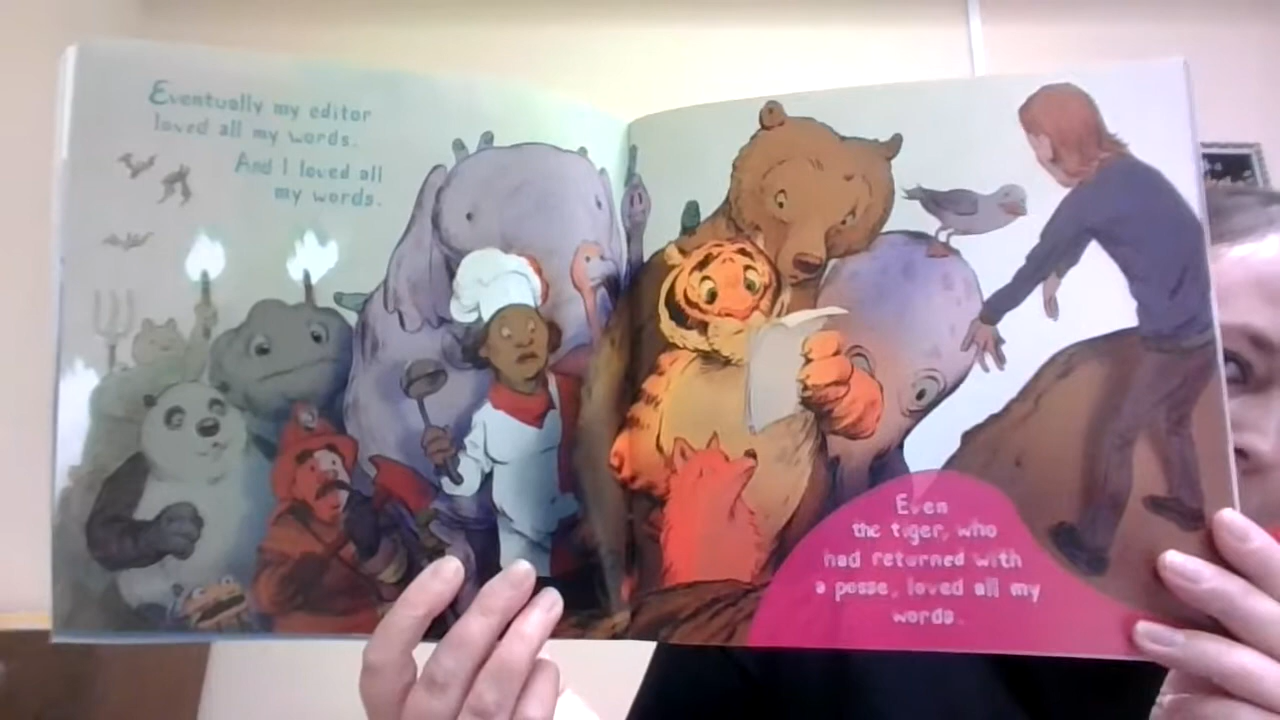 Eventually my editor
loved all my words.
And I loved all
my words.
Even
the tiger, who
had returned with
a posse, loved all my
words.